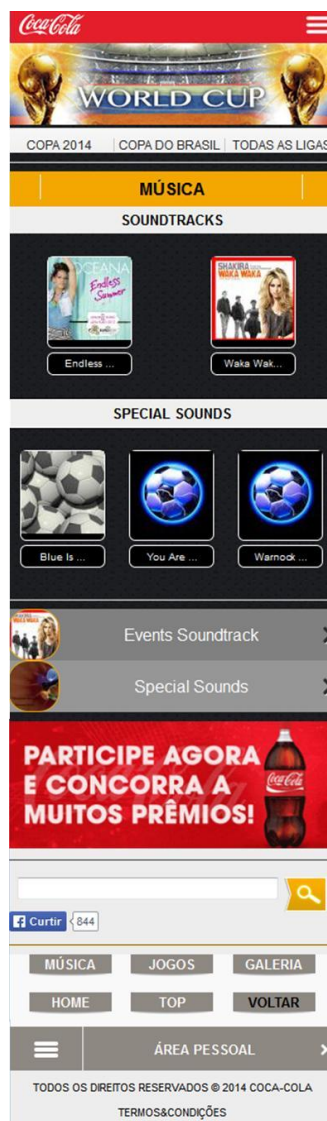 Coca-Cola
WORLD CUP
COPA 2014 COPA DO BRASIL TODAS AS LIGAS
MÚSICA
SOUNDTRACKS
OCEANA
Endless
Summer
SHAKIRA
WAKA WAKA
Endless ...
Waka Wak...
SPECIAL SOUNDS
Blue Is ...
You Are ...
Warnock ...
Events Soundtrack
Special Sounds
PARTICIPE AGORA
E CONCORRA A
MUITOS PRÊMIOS!
Coca-Cola
Curtir 844
MÚSICA JOGOS GALERIA
HOME TOP VOLTAR
ÁREA PESSOAL
TODOS OS DIREITOS RESERVADOS © 2014 COCA-COLA
TERMOS&CONDIÇÕES